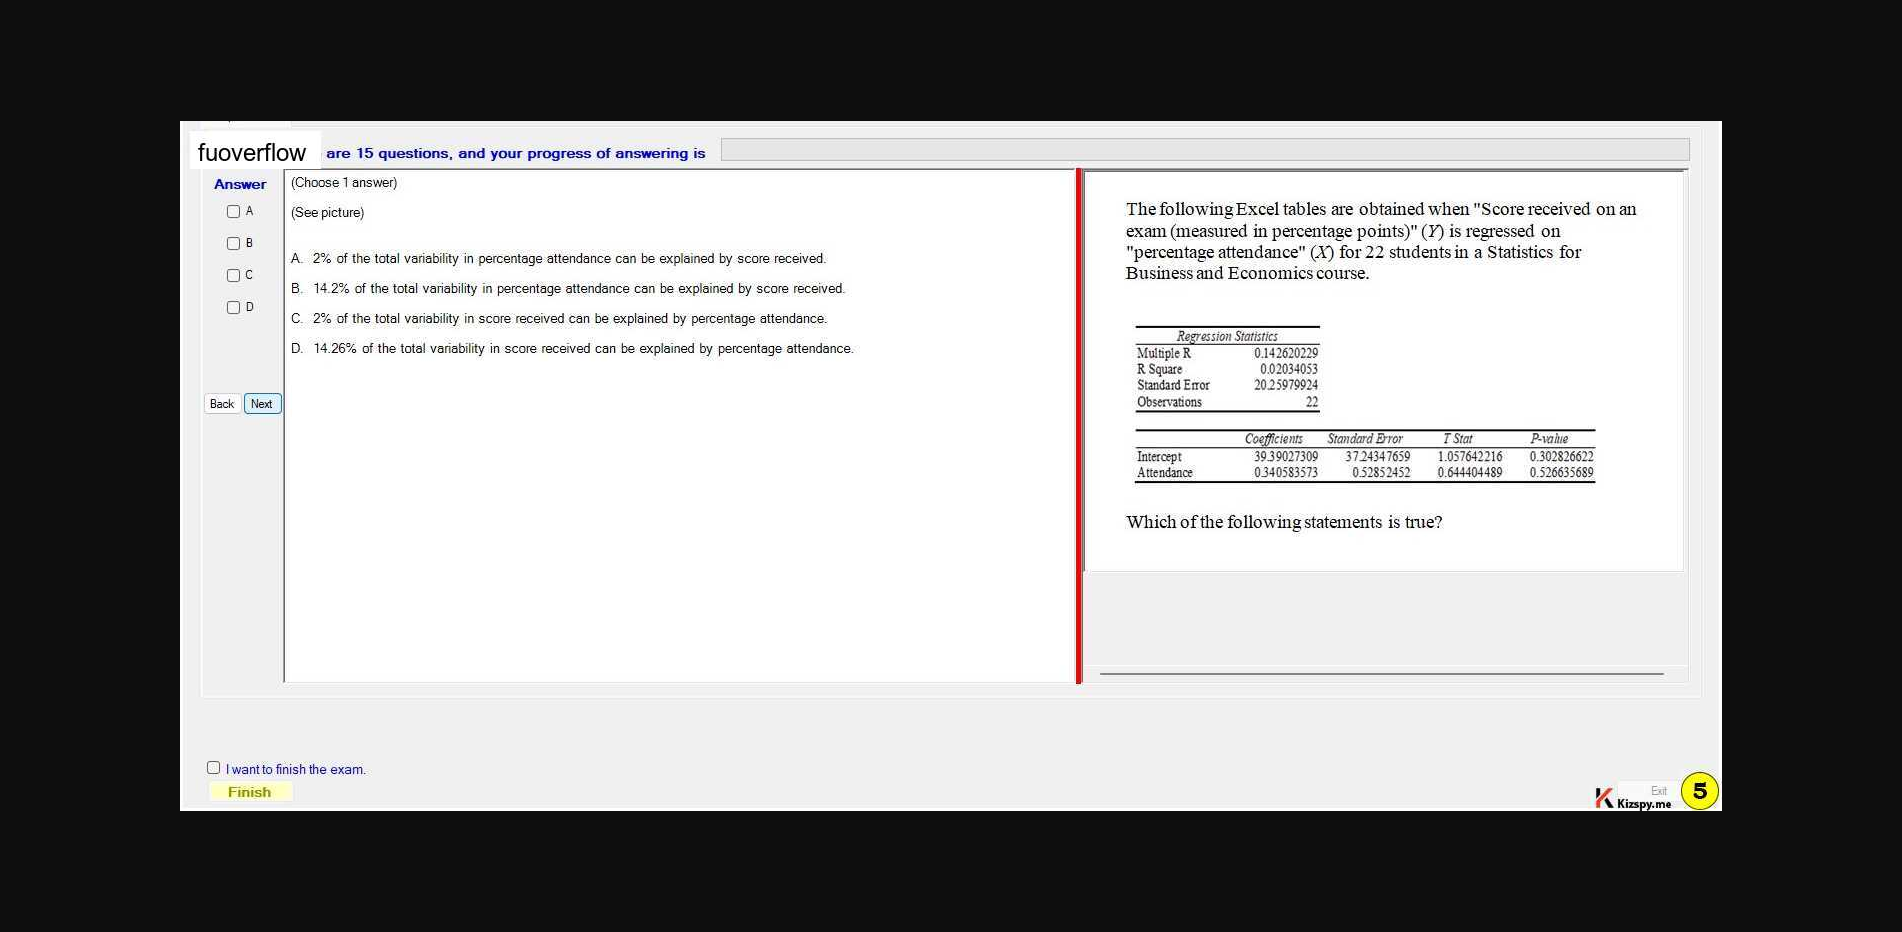 fuoverflow are 15 questions, and your progress of answering is
Answer
A
B
C
D
Back Next
(Choose 1 answer)
(See picture)
A. 2% of the total variability in percentage attendance can be explained by score received.
B. 14.2% of the total variability in percentage attendance can be explained by score received.
C. 2% of the total variability in score received can be explained by percentage attendance.
D. 14.26% of the total variability in score received can be explained by percentage attendance.
The following Excel tables are obtained when "Score received on an
exam (measured in percentage points)" (Y) is regressed on
"percentage attendance" (X) for 22 students in a Statistics for
Business and Economics course.
Regression Statistics
Multiple R 0.142620229
R Square 0.02034053
Standard Error 20.25979924
Observations 22
Coefficients Standard Error T Stat P-value
Intercept 39.39027309 37.24347659 1.057642216 0.302826622
Attendance 0.340583573 0.52852452 0.644404489 0.526635689
Which of the following statements is true?
I want to finish the exam.
Finish
Exit
Kizspy.me
5